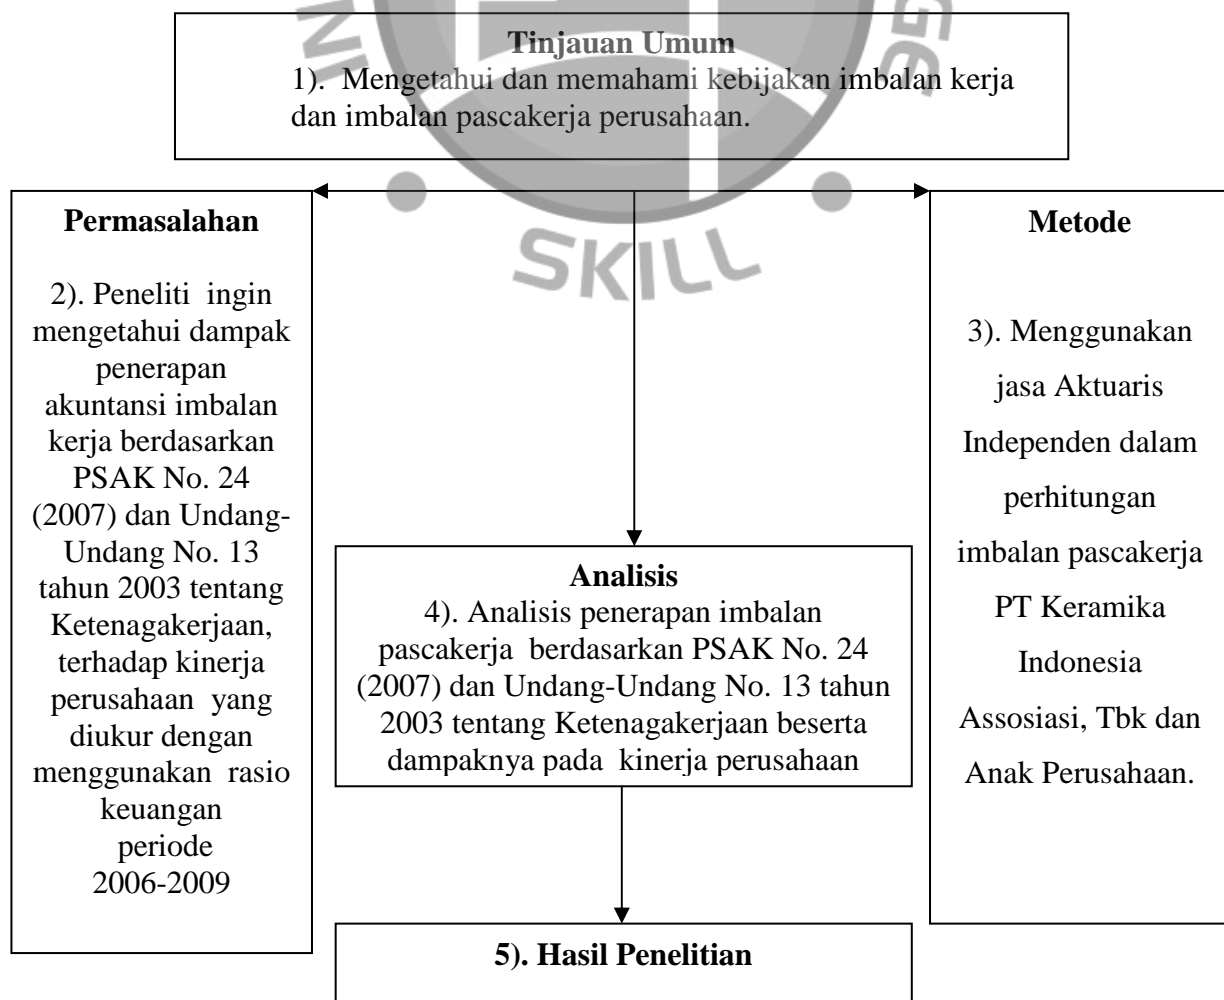 Tinjauan Umum
1). Mengetahui dan memahami kebijakan imbalan kerja
dan imbalan pascakerja perusahaan.
Permasalahan
2). Peneliti ingin
mengetahui dampak
penerapan
akuntansi imbalan
kerja berdasarkan
PSAK No. 24
(2007) dan Undang-
Undang No. 13
tahun 2003 tentang
Ketenagakerjaan,
terhadap kinerja
perusahaan yang
diukur dengan
menggunakan rasio
keuangan
periode
2006-2009
Metode
3). Menggunakan
jasa Aktuaris
Independen dalam
perhitungan
imbalan pascakerja
PT Keramika
Indonesia
Assosiasi, Tbk dan
Anak Perusahaan.
SKILL
Analisis
4). Analisis penerapan imbalan
pascakerja berdasarkan PSAK No. 24
(2007) dan Undang-Undang No. 13 tahun
2003 tentang Ketenagakerjaan beserta
dampaknya pada kinerja perusahaan
5). Hasil Penelitian